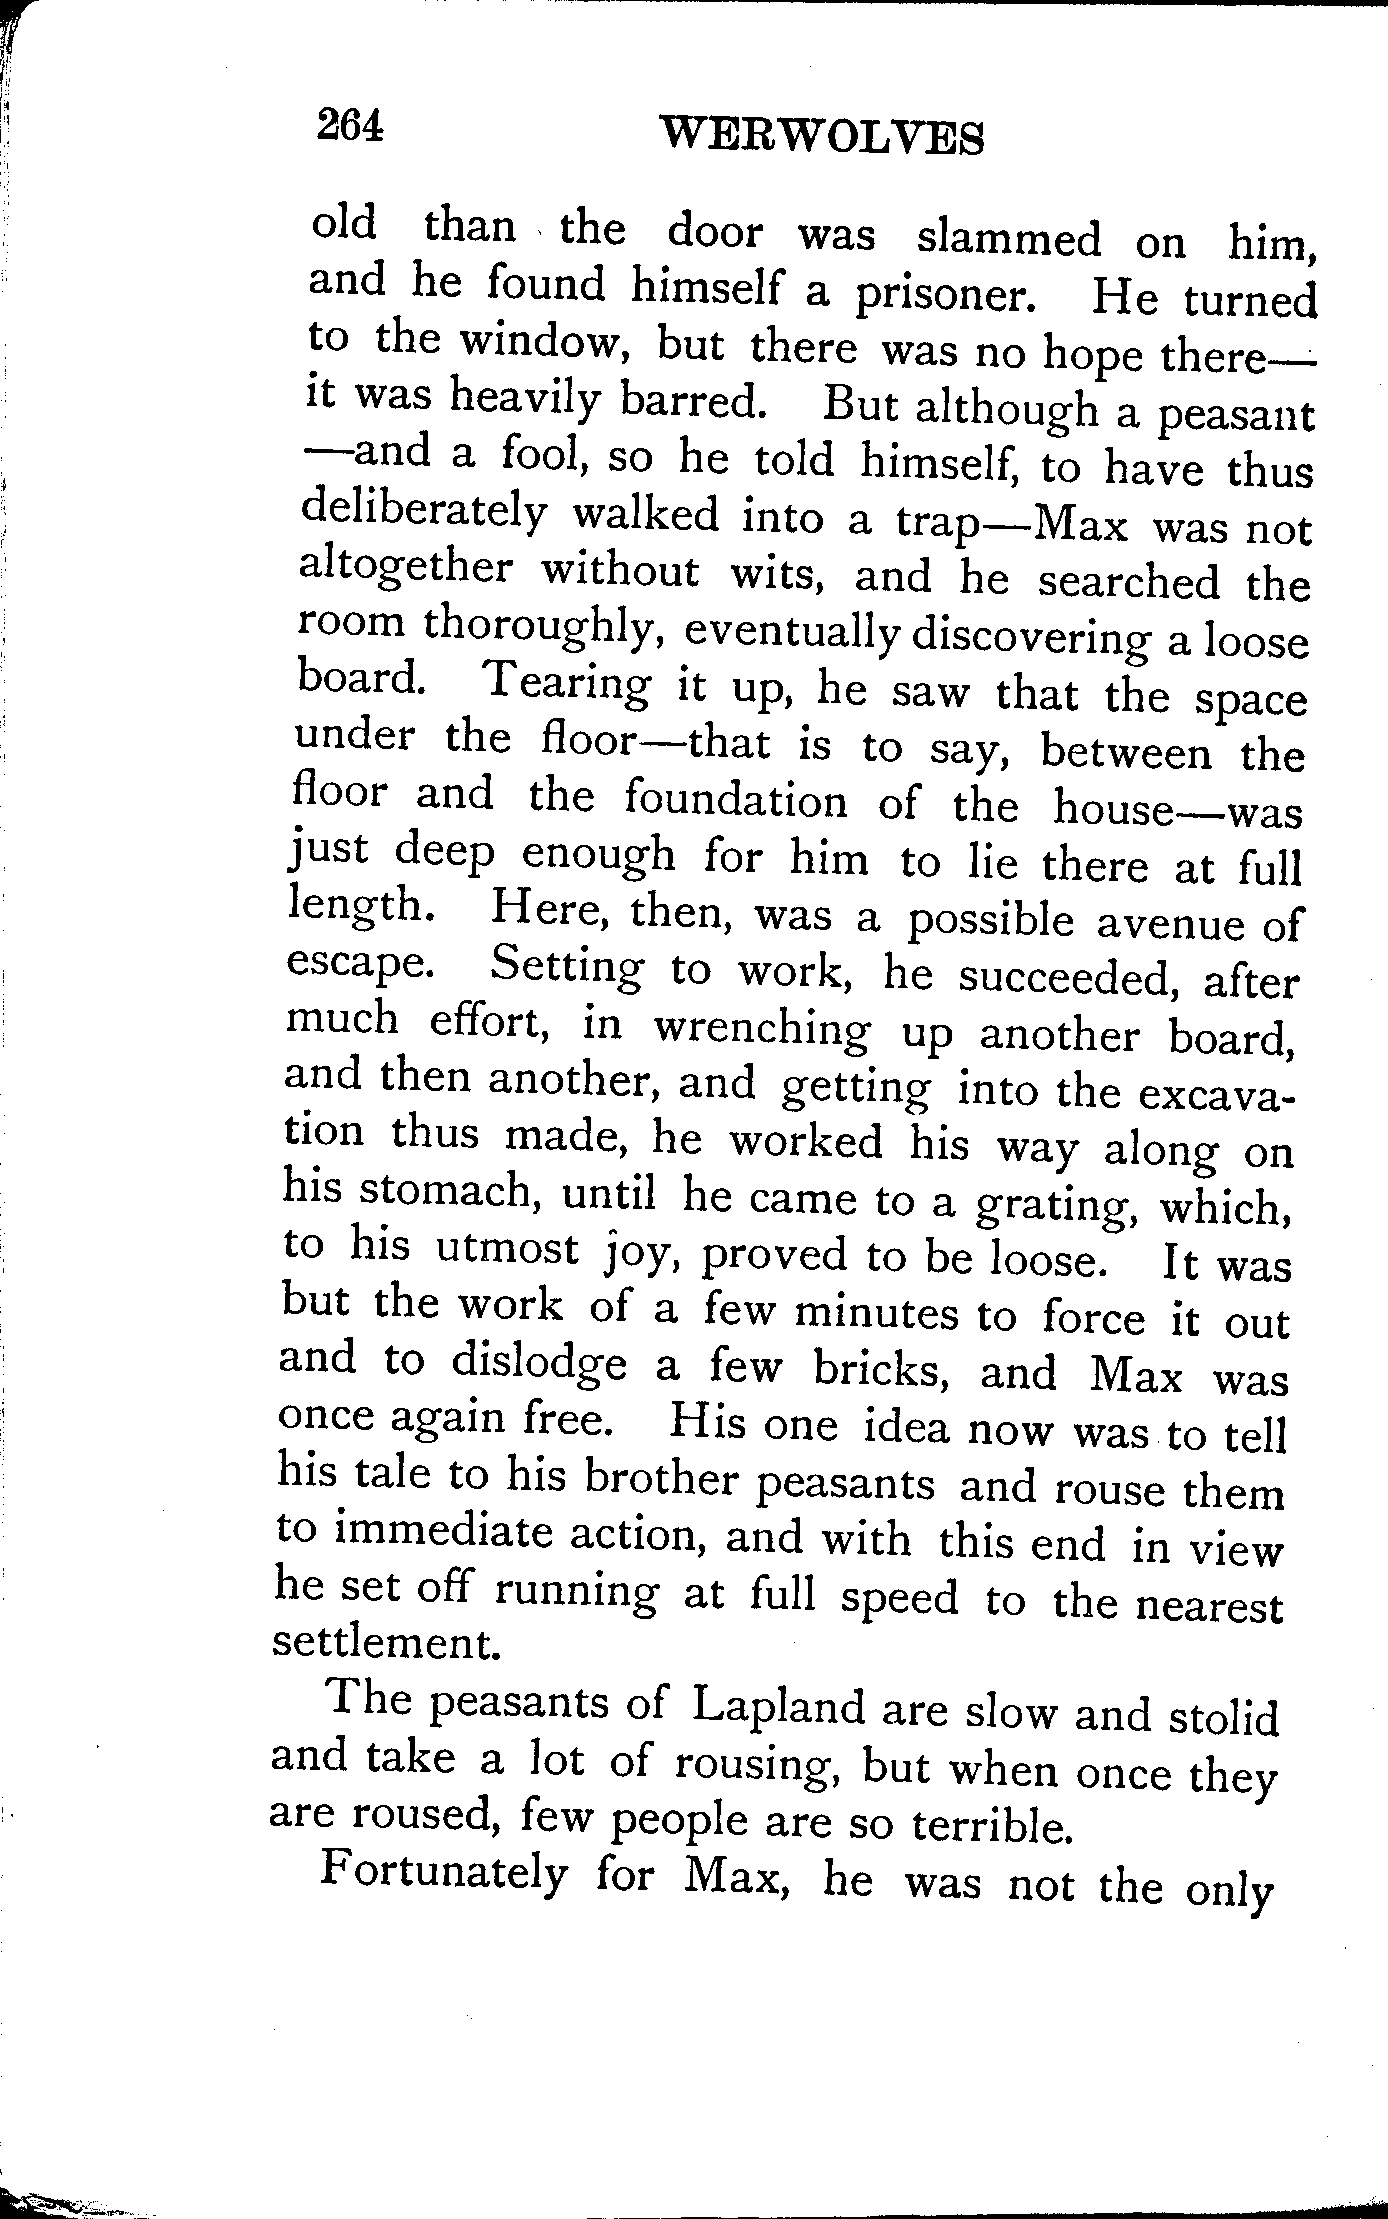 264 WERWOLVES
old than the door was slammed on him,
and he found himself a prisoner. He turned
to the window, but there was no hope there—
it was heavily barred. But although a peasant
—and a fool, so he told himself, to have thus
deliberately walked into a trap—Max was not
altogether without wits, and he searched the
room thoroughly, eventually discovering a loose
board. Tearing it up, he saw that the space
under the floor—that is to say, between the
floor and the foundation of the house—was
just deep enough for him to lie there at full
length. Here, then, was a possible avenue of
escape. Setting to work, he succeeded, after
much effort, in wrenching up another board,
and then another, and getting into the excava-
tion thus made, he worked his way along on
his stomach, until he came to a grating, which,
to his utmost joy, proved to be loose. It was
but the work of a few minutes to force it out
and to dislodge a few bricks, and Max was
once again free. His one idea now was to tell
his tale to his brother peasants and rouse them
to immediate action, and with this end in view
he set off running at full speed to the nearest
settlement.
The peasants of Lapland are slow and stolid
and take a lot of rousing, but when once they
are roused, few people are so terrible.
Fortunately for Max, he was not the only